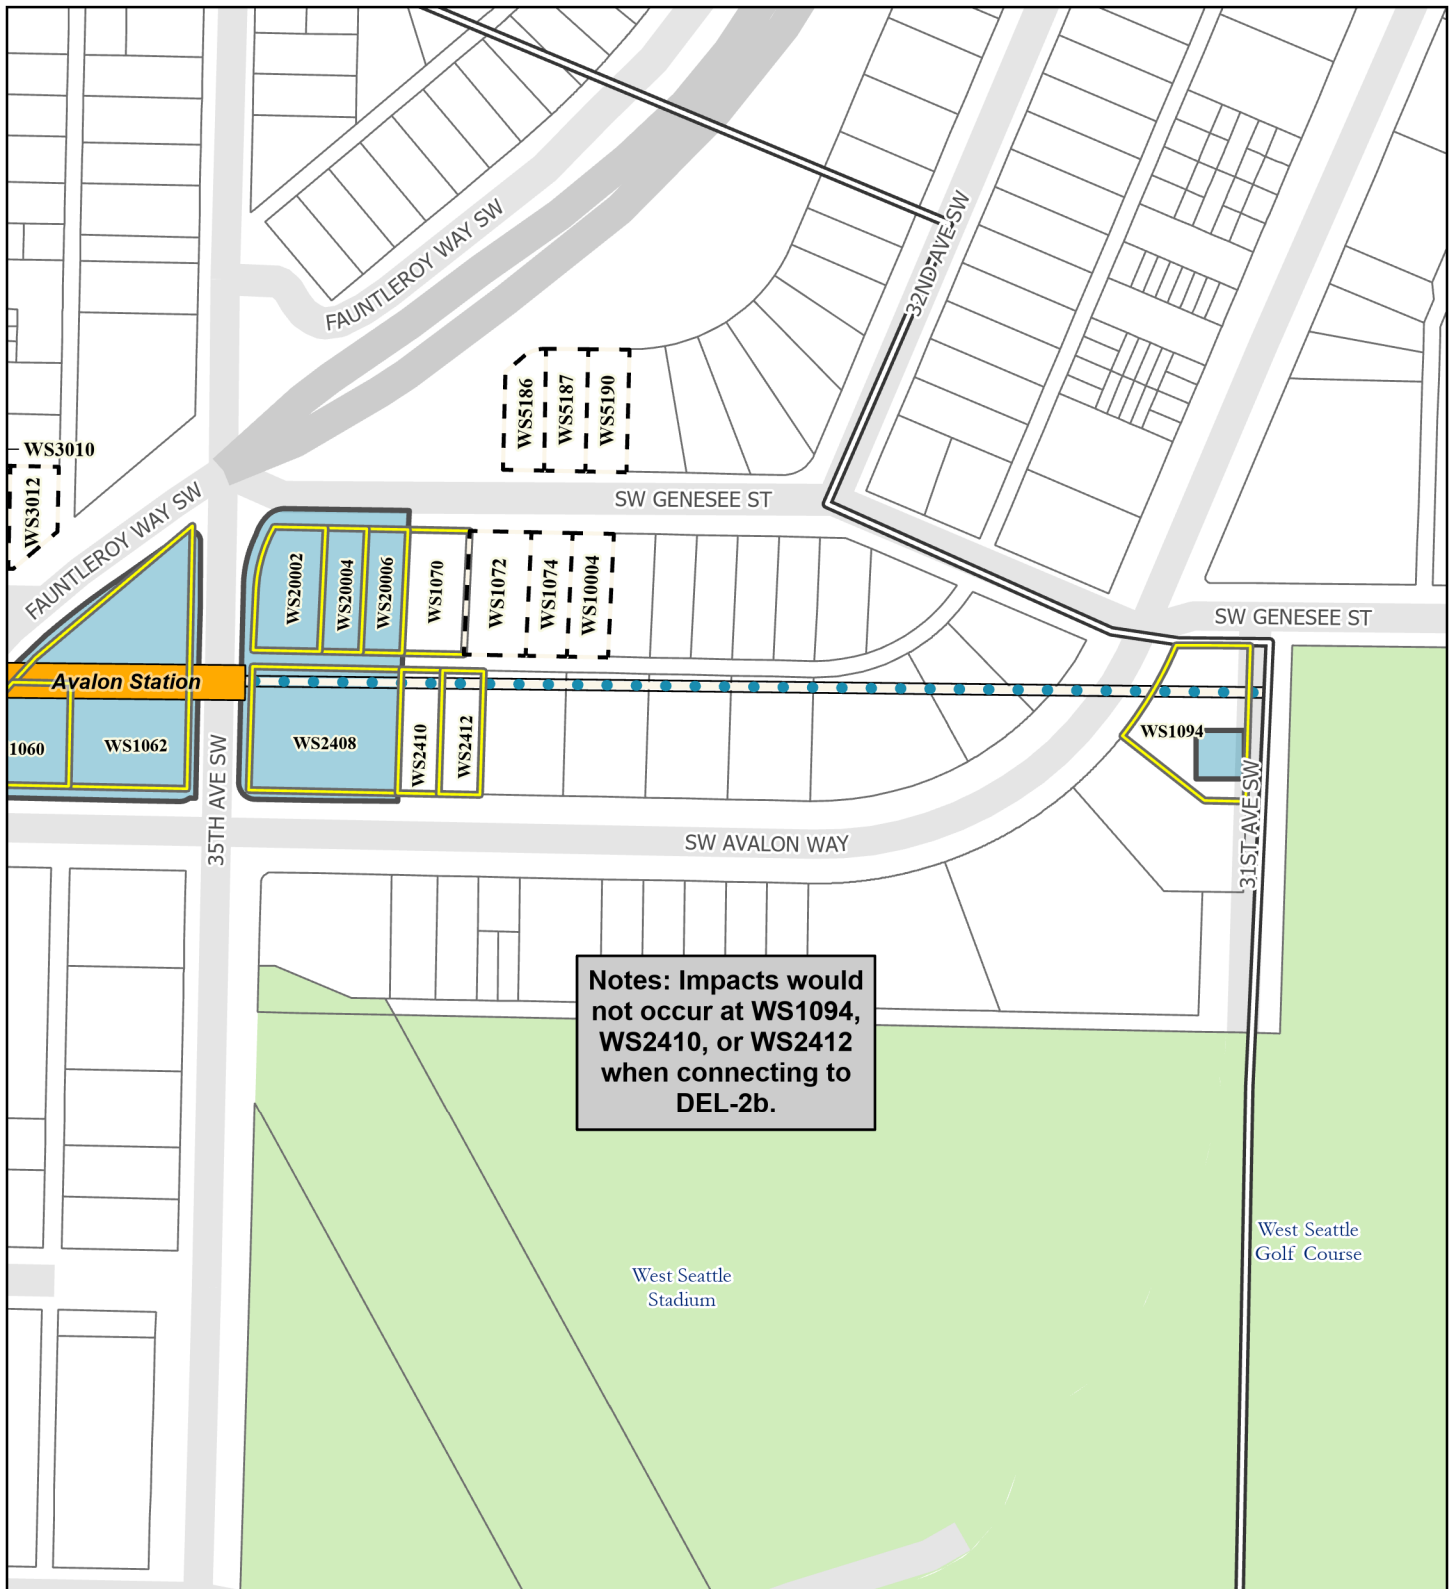 32ND AVE SW
FAUNTLEROY WAY SW
WS5186
WS5187
WS5190
WS3010
WS3012
FAUNTLEROY WAY SW
SW GENESEE ST
WS20002
WS20004
WS20006
WS1070
WS1072
WS1074
WS10004
SW GENESEE ST
Avalon Station
1060
WS1062
WS2408
WS2410
WS2412
WS1094
35TH AVE SW
31ST AVE SW
SW AVALON WAY
Notes: Impacts would
not occur at WS1094,
WS2410, or WS2412
when connecting to
DEL-2b.
West Seattle
Golf Course
West Seattle
Stadium